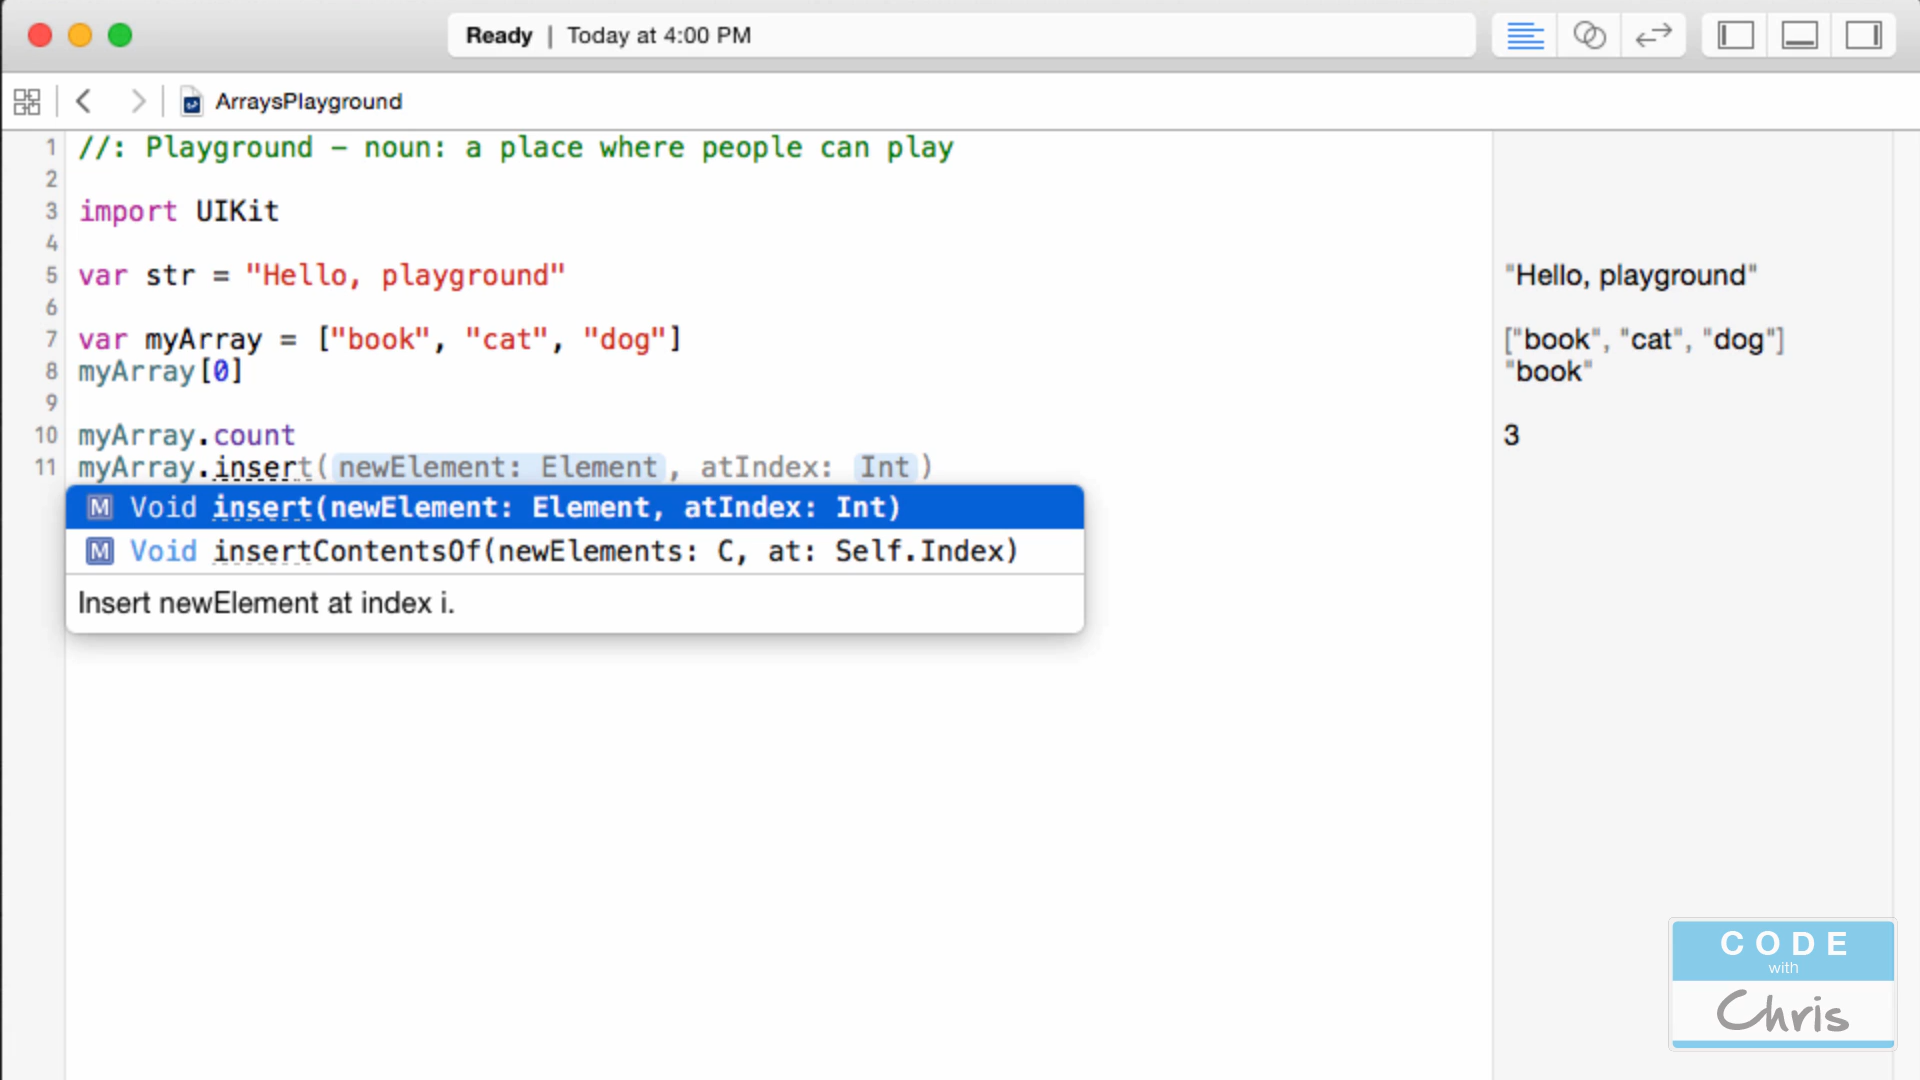 Ready | Today at 4:00 PM
ArraysPlayground
1 //: Playground – noun: a place where people can play
2
3 import UIKit
4
5 var str = "Hello, playground" "Hello, playground"
6
7 var myArray = ["book", "cat", "dog"] ["book", "cat", "dog"]
8 myArray[0] "book"
9
10 myArray.count 3
11 myArray.insert(newElement: Element, atIndex: Int)
M Void insert(newElement: Element, atIndex: Int)
M Void insertContentsOf(newElements: C, at: Self.Index)
Insert newElement at index i.
CODE
with
Chris